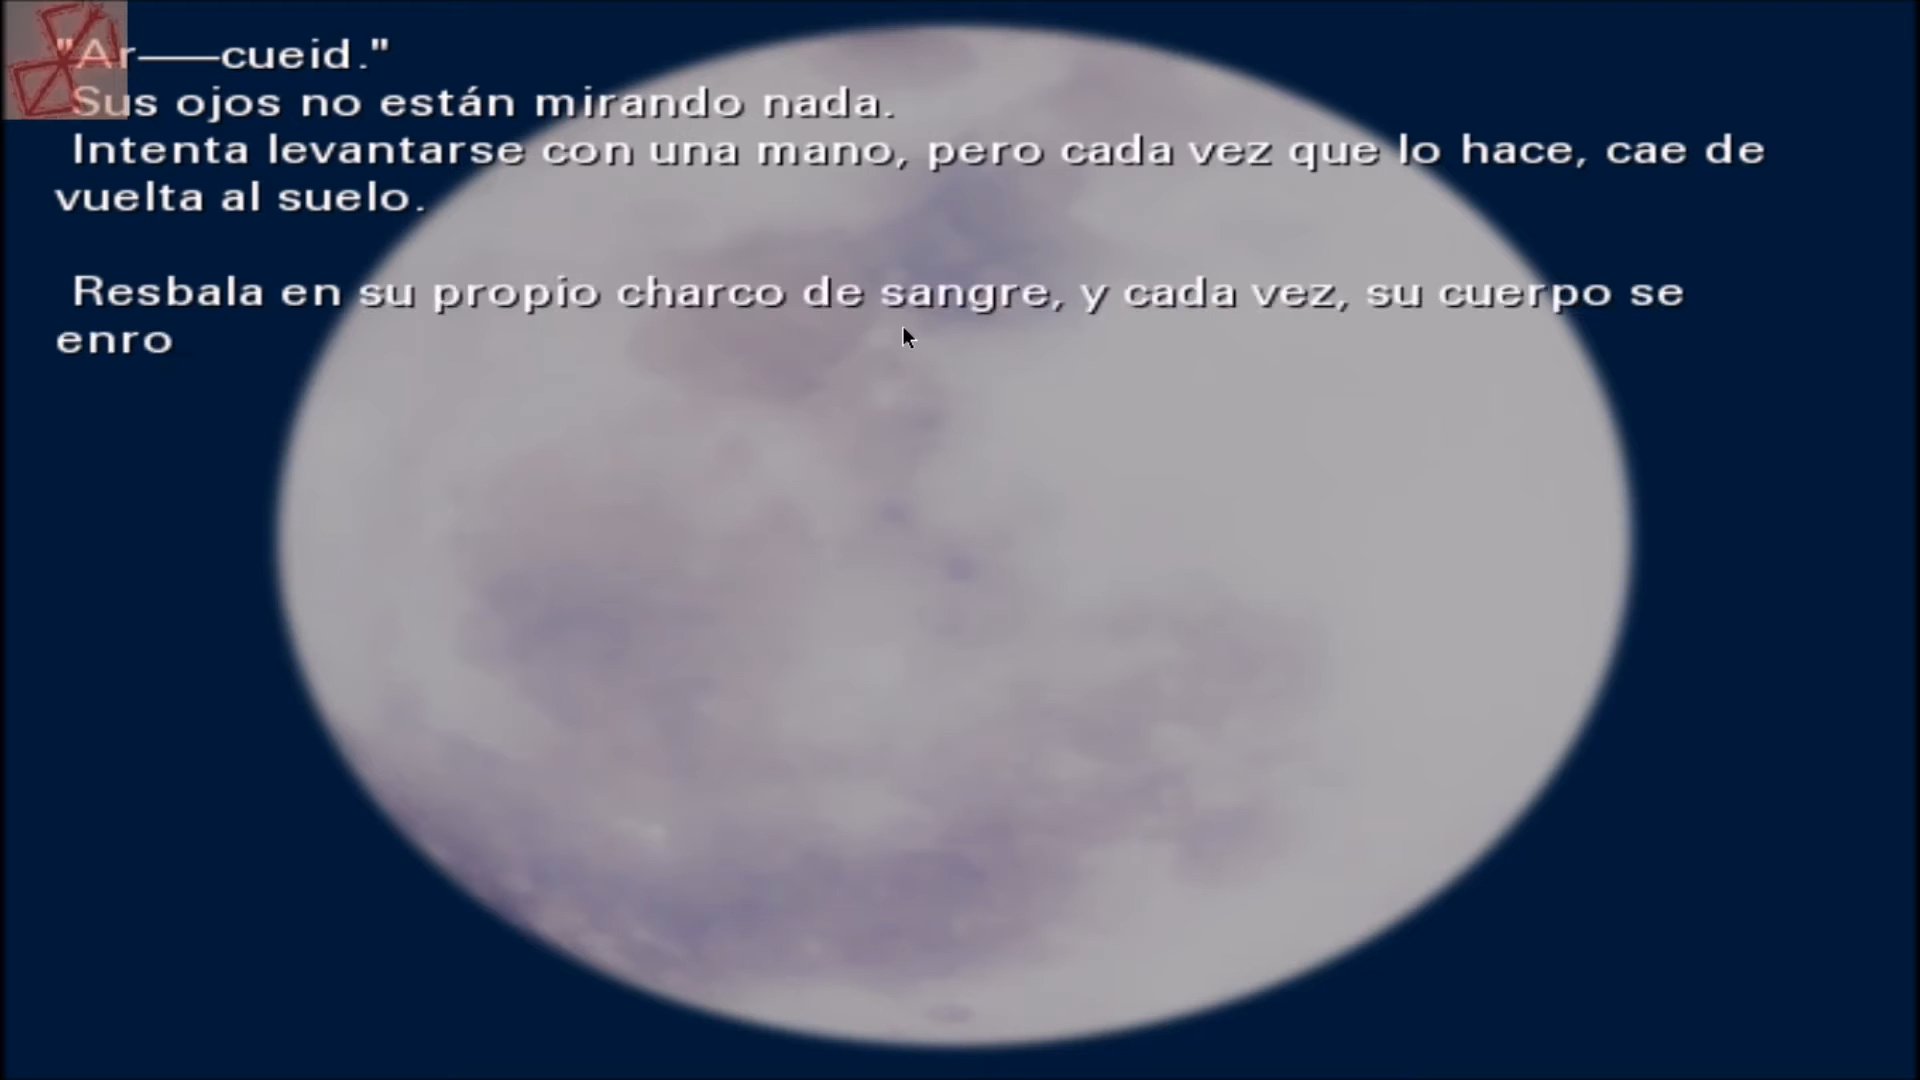 "Ar——cueid."
Sus ojos no están mirando nada.
Intenta levantarse con una mano, pero cada vez que lo hace, cae de
vuelta al suelo.
Resbala en su propio charco de sangre, y cada vez, su cuerpo se
enro